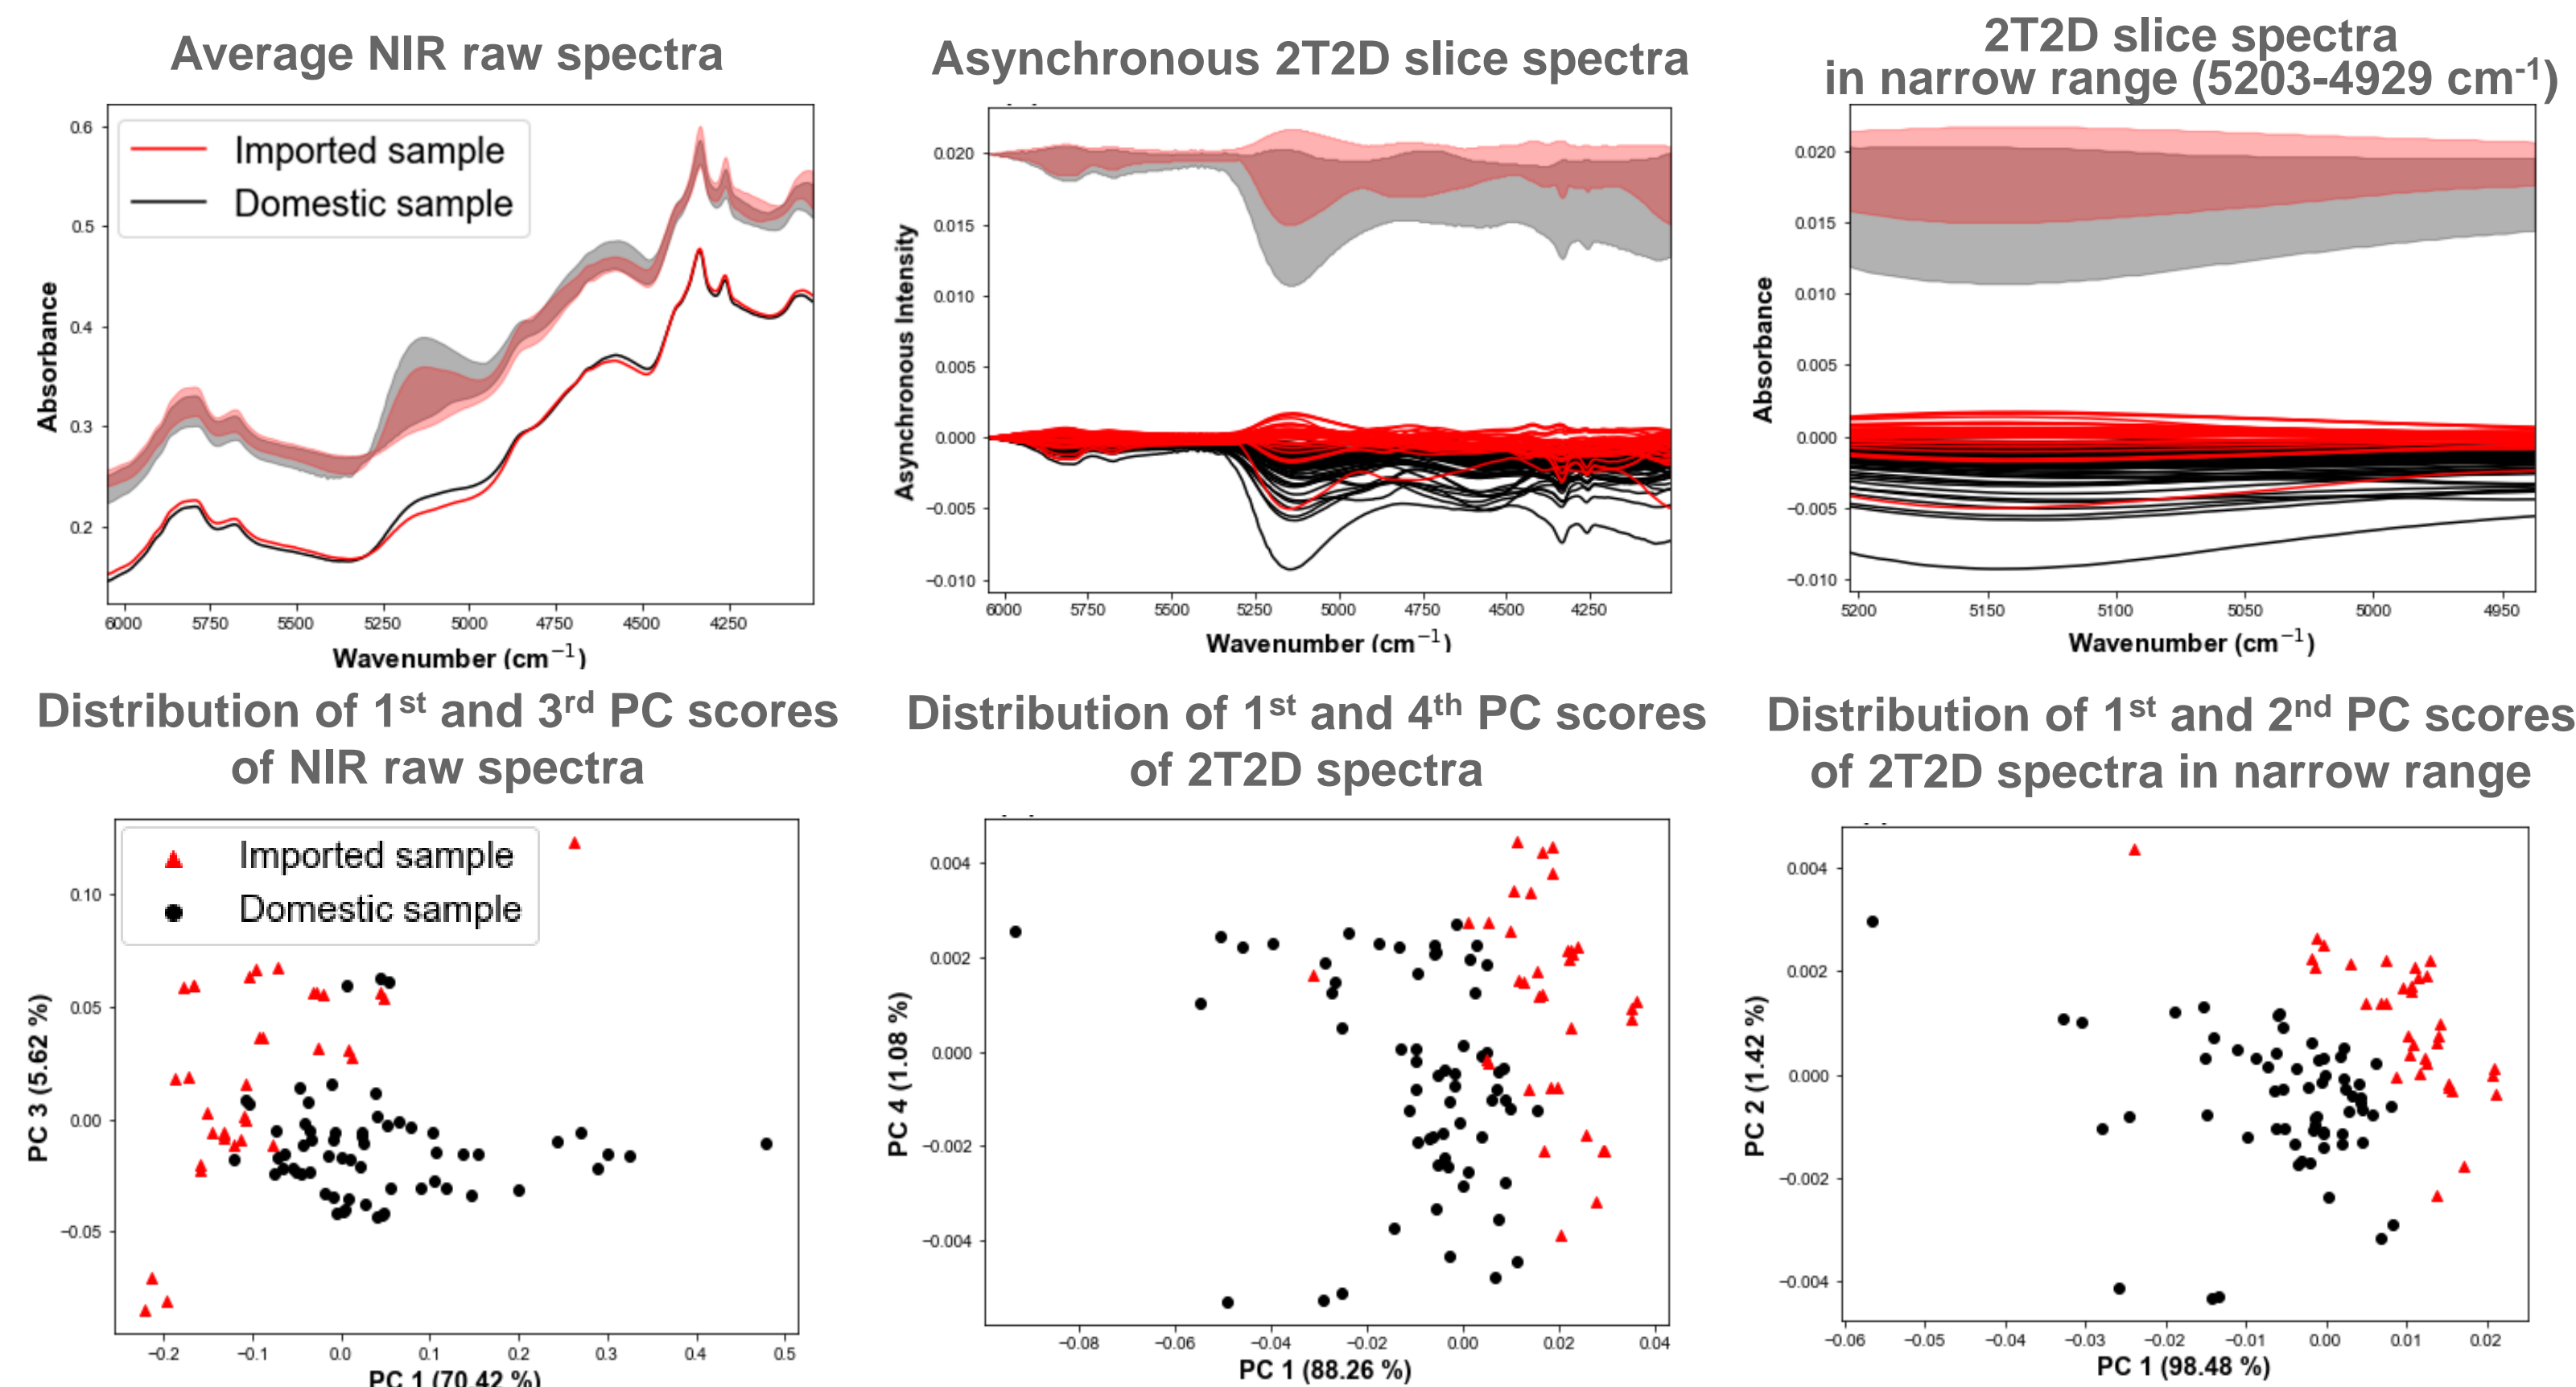 Average NIR raw spectra
Asynchronous 2T2D slice spectra
2T2D slice spectra
in narrow range (5203-4929 cm⁻¹)
Imported sample
Domestic sample
Absorbance
0.6
0.5
0.4
0.3
0.2
6000 5750 5500 5250 5000 4750 4500 4250
Wavenumber (cm⁻¹)
Asynchronous Intensity
0.020
0.015
0.010
0.005
0.000
−0.005
−0.010
6000 5750 5500 5250 5000 4750 4500 4250
Wavenumber (cm⁻¹)
Absorbance
0.020
0.015
0.010
0.005
0.000
−0.005
−0.010
5200 5150 5100 5050 5000 4950
Wavenumber (cm⁻¹)
Distribution of 1st and 3rd PC scores
of NIR raw spectra
Distribution of 1st and 4th PC scores
of 2T2D spectra
Distribution of 1st and 2nd PC scores
of 2T2D spectra in narrow range
Imported sample
Domestic sample
PC 3 (5.62 %)
0.10
0.05
0.00
−0.05
−0.2 −0.1 0.0 0.1 0.2 0.3 0.4 0.5
PC 1 (70.42 %)
PC 4 (1.08 %)
0.004
0.002
0.000
−0.002
−0.004
−0.08 −0.06 −0.04 −0.02 0.00 0.02 0.04
PC 1 (88.26 %)
PC 2 (1.42 %)
0.004
0.002
0.000
−0.002
−0.004
−0.06 −0.05 −0.04 −0.03 −0.02 −0.01 0.00 0.01 0.02
PC 1 (98.48 %)